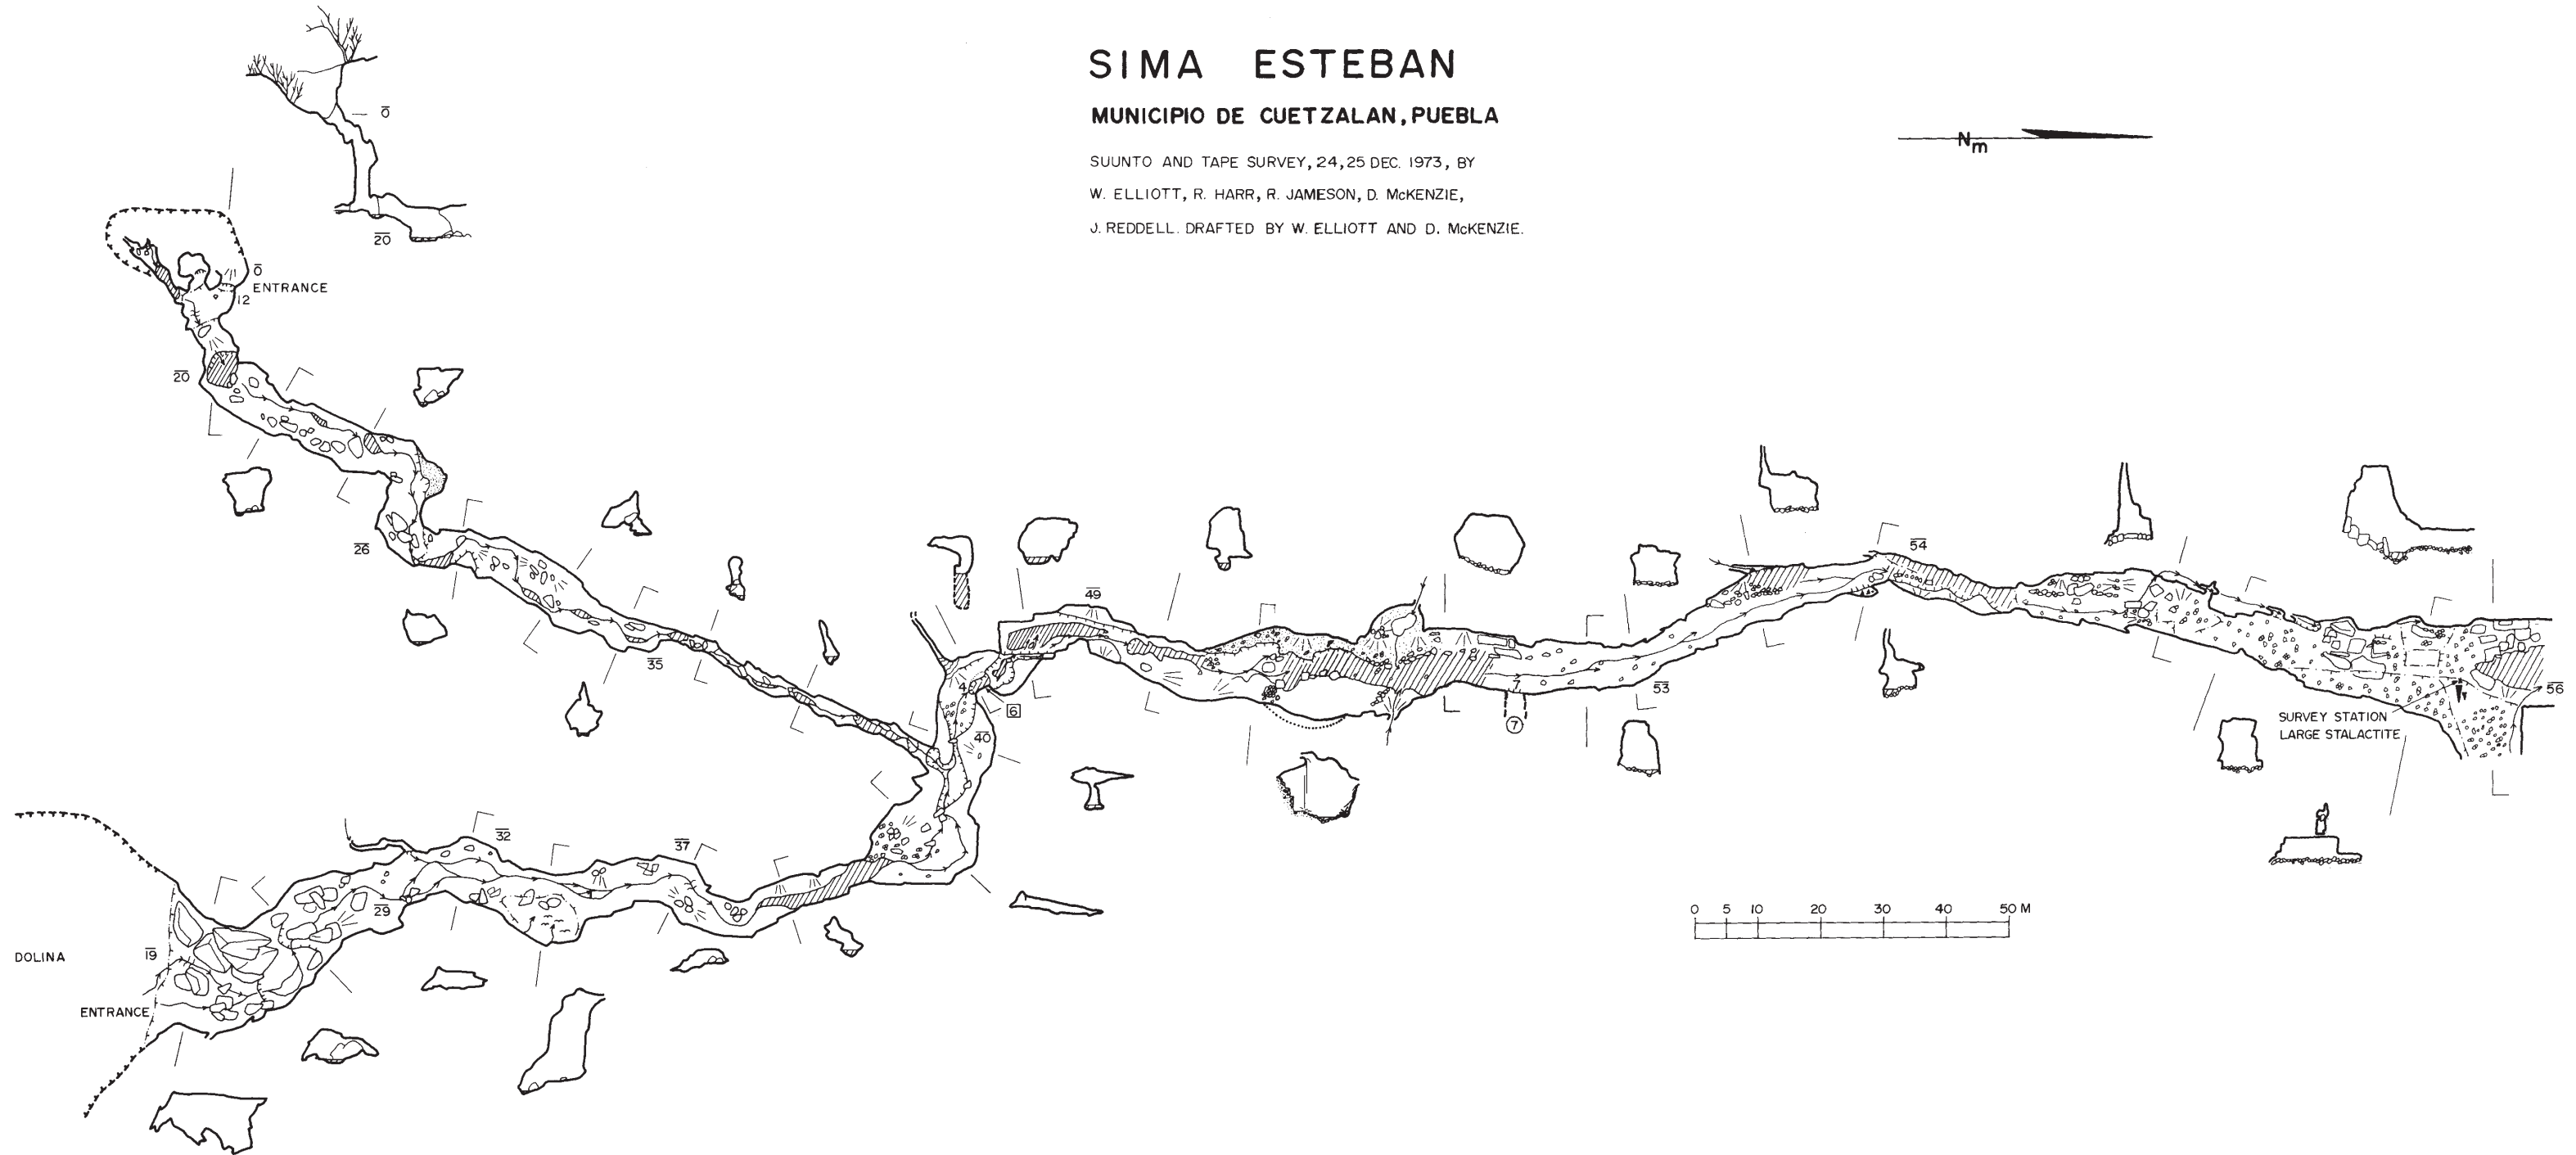 SIMA ESTEBAN
MUNICIPIO DE CUETZALAN, PUEBLA
SUUNTO AND TAPE SURVEY, 24, 25 DEC. 1973, BY
W. ELLIOTT, R. HARR, R. JAMESON, D. McKENZIE,
J. REDDELL. DRAFTED BY W. ELLIOTT AND D. McKENZIE.
Nm
0
20
0
ENTRANCE
12
20
26
35
54
49
4
6
40
7
7
53
56
SURVEY STATION
LARGE STALACTITE
32
37
29
19
DOLINA
ENTRANCE
0 5 10 20 30 40 50 M